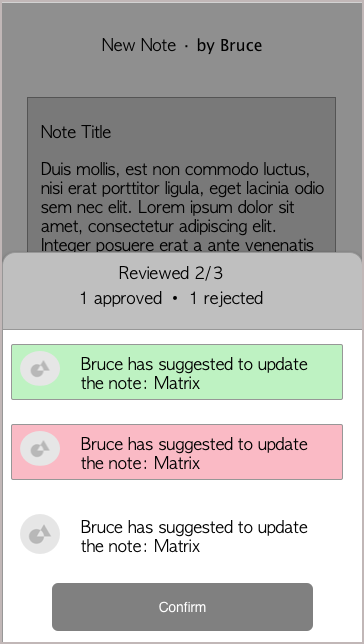 New Note · by Bruce
Note Title
Duis mollis, est non commodo luctus,
nisi erat porttitor ligula, eget lacinia odio
sem nec elit. Lorem ipsum dolor sit
amet, consectetur adipiscing elit.
Integer posuere erat a ante venenatis
Reviewed 2/3
1 approved • 1 rejected
Bruce has suggested to update
the note: Matrix
Bruce has suggested to update
the note: Matrix
Bruce has suggested to update
the note: Matrix
Confirm